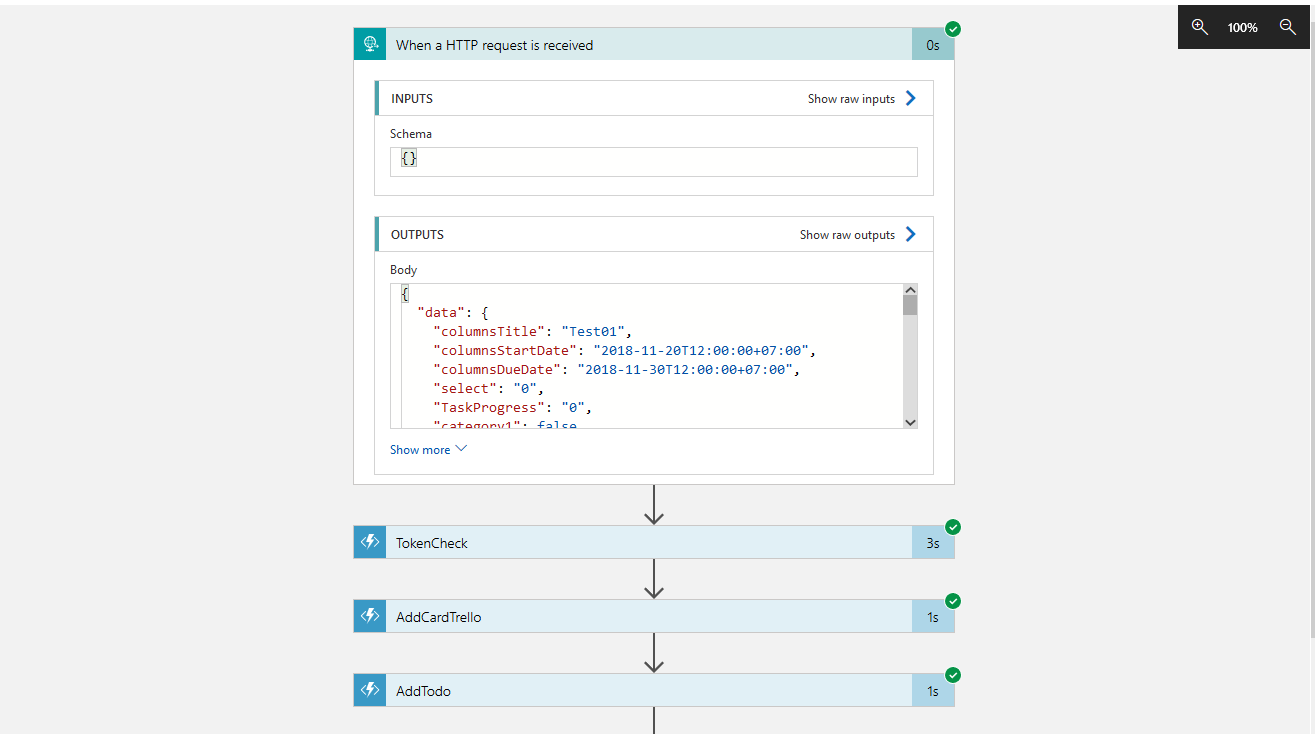 When a HTTP request is received 0s
100%
INPUTS Show raw inputs
Schema
{}
OUTPUTS Show raw outputs
Body
{
"data": {
"columnsTitle": "Test01",
"columnsStartDate": "2018-11-20T12:00:00+07:00",
"columnsDueDate": "2018-11-30T12:00:00+07:00",
"select": "0",
"TaskProgress": "0",
"category1": false
Show more
TokenCheck 3s
AddCardTrello 1s
AddTodo 1s